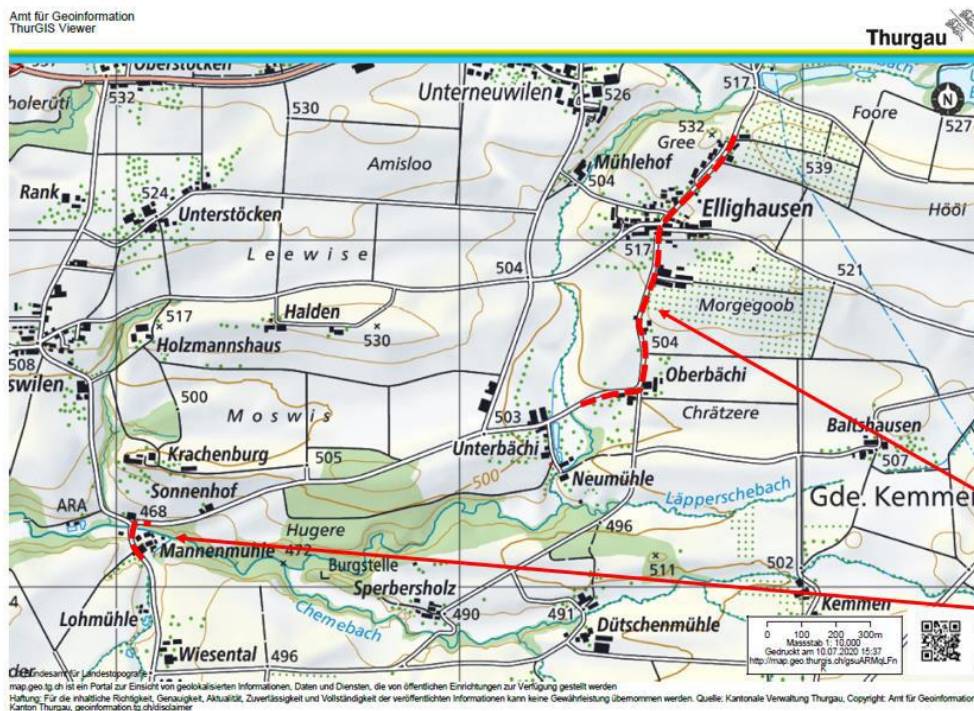 Amt für Geoinformation
ThurGIS Viewer
Thurgau
Oberstöcken
517
holerüti
532
530
Unterneuwilen
526
Foore
N
527
532
Gree
Amisloo
Mühlehof
504
539
Rank
524
Unterstöcken
Ellighausen
Hööl
517
Leewise
504
521
Halden
517
530
Morgegoob
Holzmannshaus
504
508
Oberbächi
swilen
500
Moswis
503
Chrätzere
Baltshausen
507
Krachenburg
505
Unterbächi
500
Neumühle
Läpperschebach
Gde. Kemme
Sonnenhof
ARA
468
Hugere
496
Mannenmühle
472
Burgstelle
511
502
Sperbersholz
490
491
Kemmen
Lohmühle
Chemebach
Dütschenmühle
Wiesental
496
0 100 200 300m
Massstab 1: 10,000
Gedruckt am 10.07.2020 15:37
http://map.geo.thurgis.ch/gsuARMqLFn
der
Bundesamt für Landestopografie
map.geo.tg.ch ist ein Portal zur Einsicht von geolokalisierten Informationen, Daten und Diensten, die von öffentlichen Einrichtungen zur Verfügung gestellt werden
Haftung: Für die inhaltliche Richtigkeit, Genauigkeit, Aktualität, Zuverlässigkeit und Vollständigkeit der veröffentlichten Informationen kann keine Gewährleistung übernommen werden. Quelle: Kantonale Verwaltung Thurgau, Copyright: Amt für Geoinformation
Kanton Thurgau, geoinformation.tg.ch/disclaimer